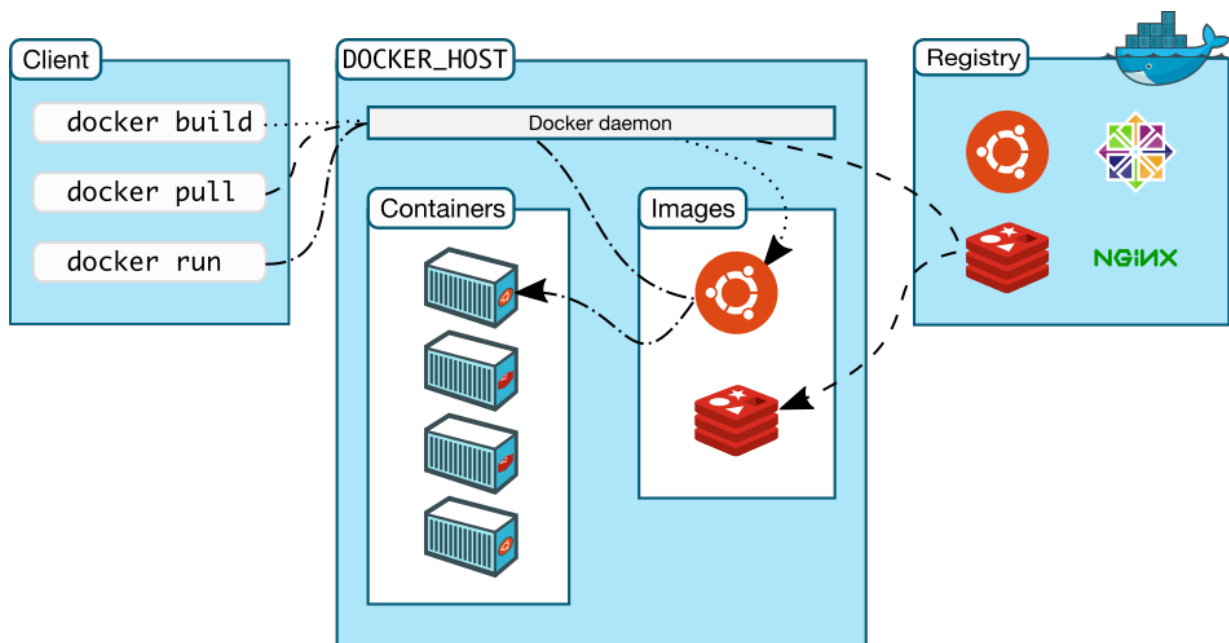 Client
docker build
docker pull
docker run
DOCKER_HOST
Docker daemon
Containers
Images
Registry
NGiNX